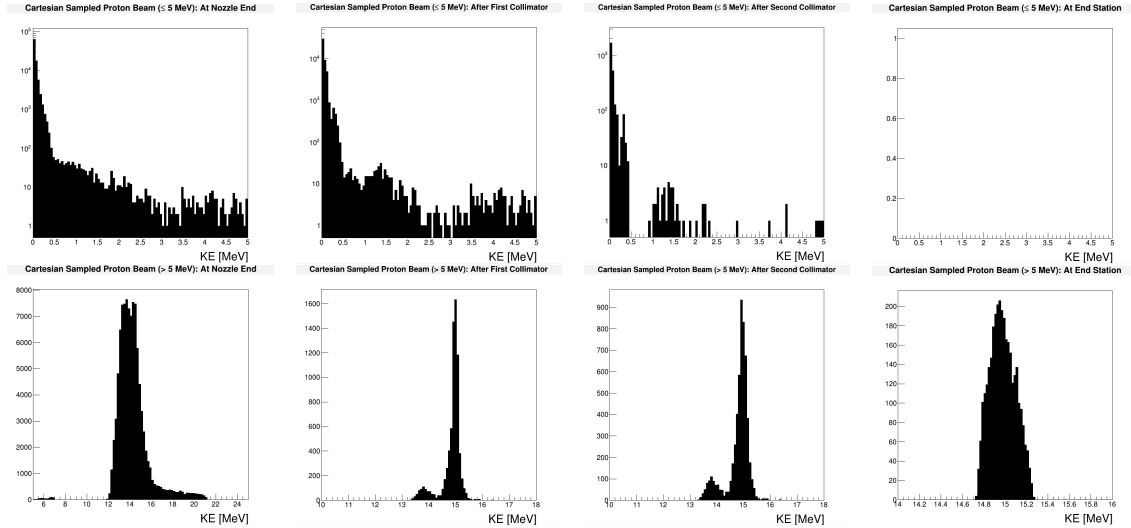 Cartesian Sampled Proton Beam (≤ 5 MeV): At Nozzle End
10⁵
10⁴
10³
10²
10
1
0 0.5 1 1.5 2 2.5 3 3.5 4 4.5 5
KE [MeV]
Cartesian Sampled Proton Beam (≤ 5 MeV): After First Collimator
10⁴
10³
10²
10
1
0 0.5 1 1.5 2 2.5 3 3.5 4 4.5 5
KE [MeV]
Cartesian Sampled Proton Beam (≤ 5 MeV): After Second Collimator
10³
10²
10
1
0 0.5 1 1.5 2 2.5 3 3.5 4 4.5 5
KE [MeV]
Cartesian Sampled Proton Beam (≤ 5 MeV): At End Station
1
0.8
0.6
0.4
0.2
0
0 0.5 1 1.5 2 2.5 3 3.5 4 4.5 5
KE [MeV]
Cartesian Sampled Proton Beam (> 5 MeV): At Nozzle End
8000
7000
6000
5000
4000
3000
2000
1000
0
6 8 10 12 14 16 18 20 22 24
KE [MeV]
Cartesian Sampled Proton Beam (> 5 MeV): After First Collimator
1600
1400
1200
1000
800
600
400
200
0
10 11 12 13 14 15 16 17 18
KE [MeV]
Cartesian Sampled Proton Beam (> 5 MeV): After Second Collimator
900
800
700
600
500
400
300
200
100
0
10 11 12 13 14 15 16 17 18
KE [MeV]
Cartesian Sampled Proton Beam (> 5 MeV): At End Station
200
180
160
140
120
100
80
60
40
20
0
14 14.2 14.4 14.6 14.8 15 15.2 15.4 15.6 15.8 16
KE [MeV]